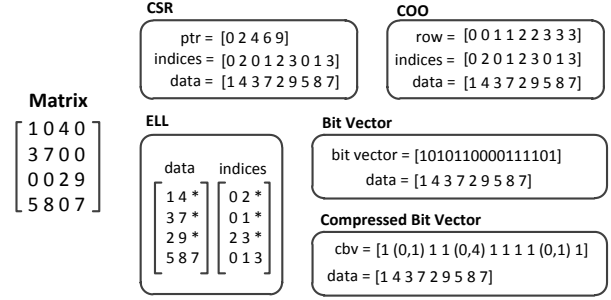 CSR
ptr = [0 2 4 6 9]
indices = [0 2 0 1 2 3 0 1 3]
data = [1 4 3 7 2 9 5 8 7]
COO
row = [0 0 1 1 2 2 3 3 3]
indices = [0 2 0 1 2 3 0 1 3]
data = [1 4 3 7 2 9 5 8 7]
Matrix
1 0 4 0
3 7 0 0
0 0 2 9
5 8 0 7
ELL
data indices
1 4 * 0 2 *
3 7 * 0 1 *
2 9 * 2 3 *
5 8 7 0 1 3
Bit Vector
bit vector = [1010110000111101]
data = [1 4 3 7 2 9 5 8 7]
Compressed Bit Vector
cbv = [1 (0,1) 1 1 (0,4) 1 1 1 1 (0,1) 1]
data = [1 4 3 7 2 9 5 8 7]